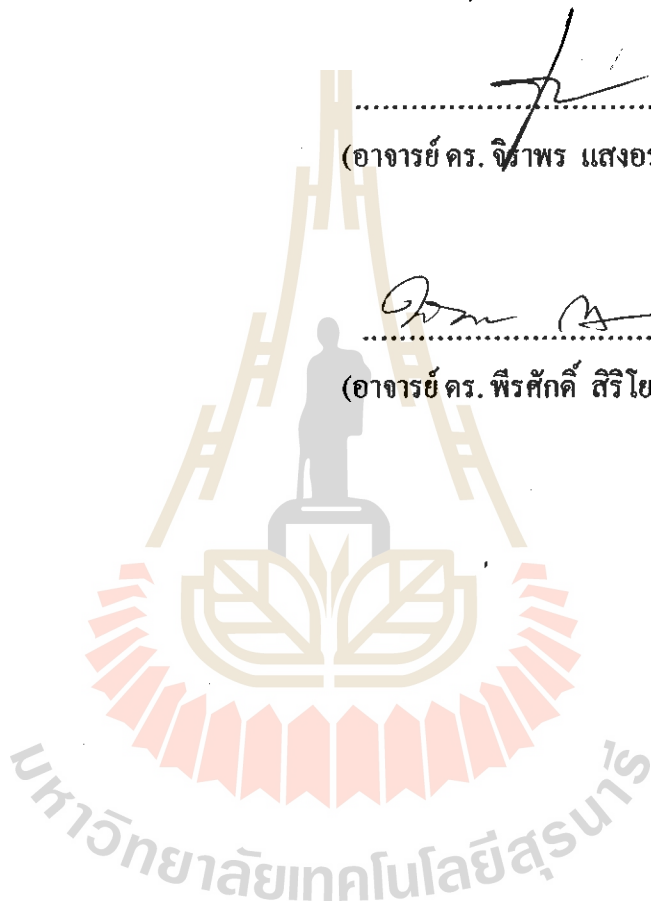 (อาจารย์ ดร. จิราพร แสงอร
(อาจารย์ ดร. พีรศักดิ์ สิริโย
มหาวิทยาลัยเทคโนโลยีสุรนารี